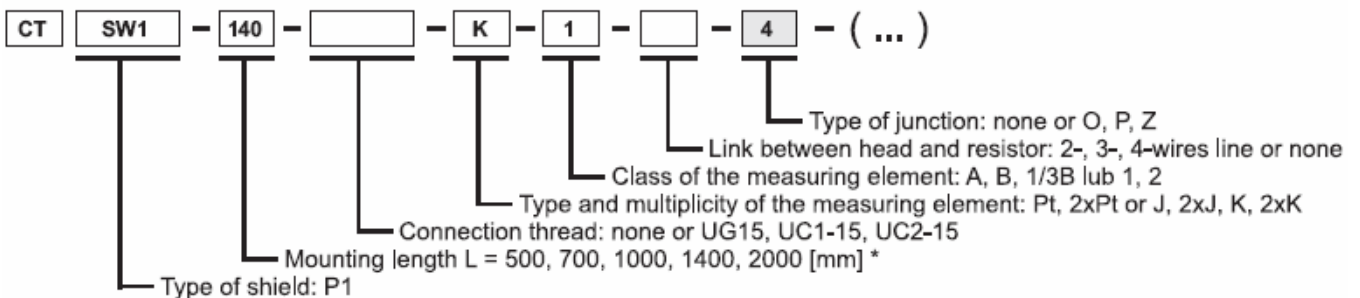 CT SW1 - 140 - - K - 1 - - 4 - (...)
Type of junction: none or O, P, Z
Link between head and resistor: 2-, 3-, 4-wires line or none
Class of the measuring element: A, B, 1/3B lub 1, 2
Type and multiplicity of the measuring element: Pt, 2xPt or J, 2xJ, K, 2xK
Connection thread: none or UG15, UC1-15, UC2-15
Mounting length L = 500, 700, 1000, 1400, 2000 [mm] *
Type of shield: P1